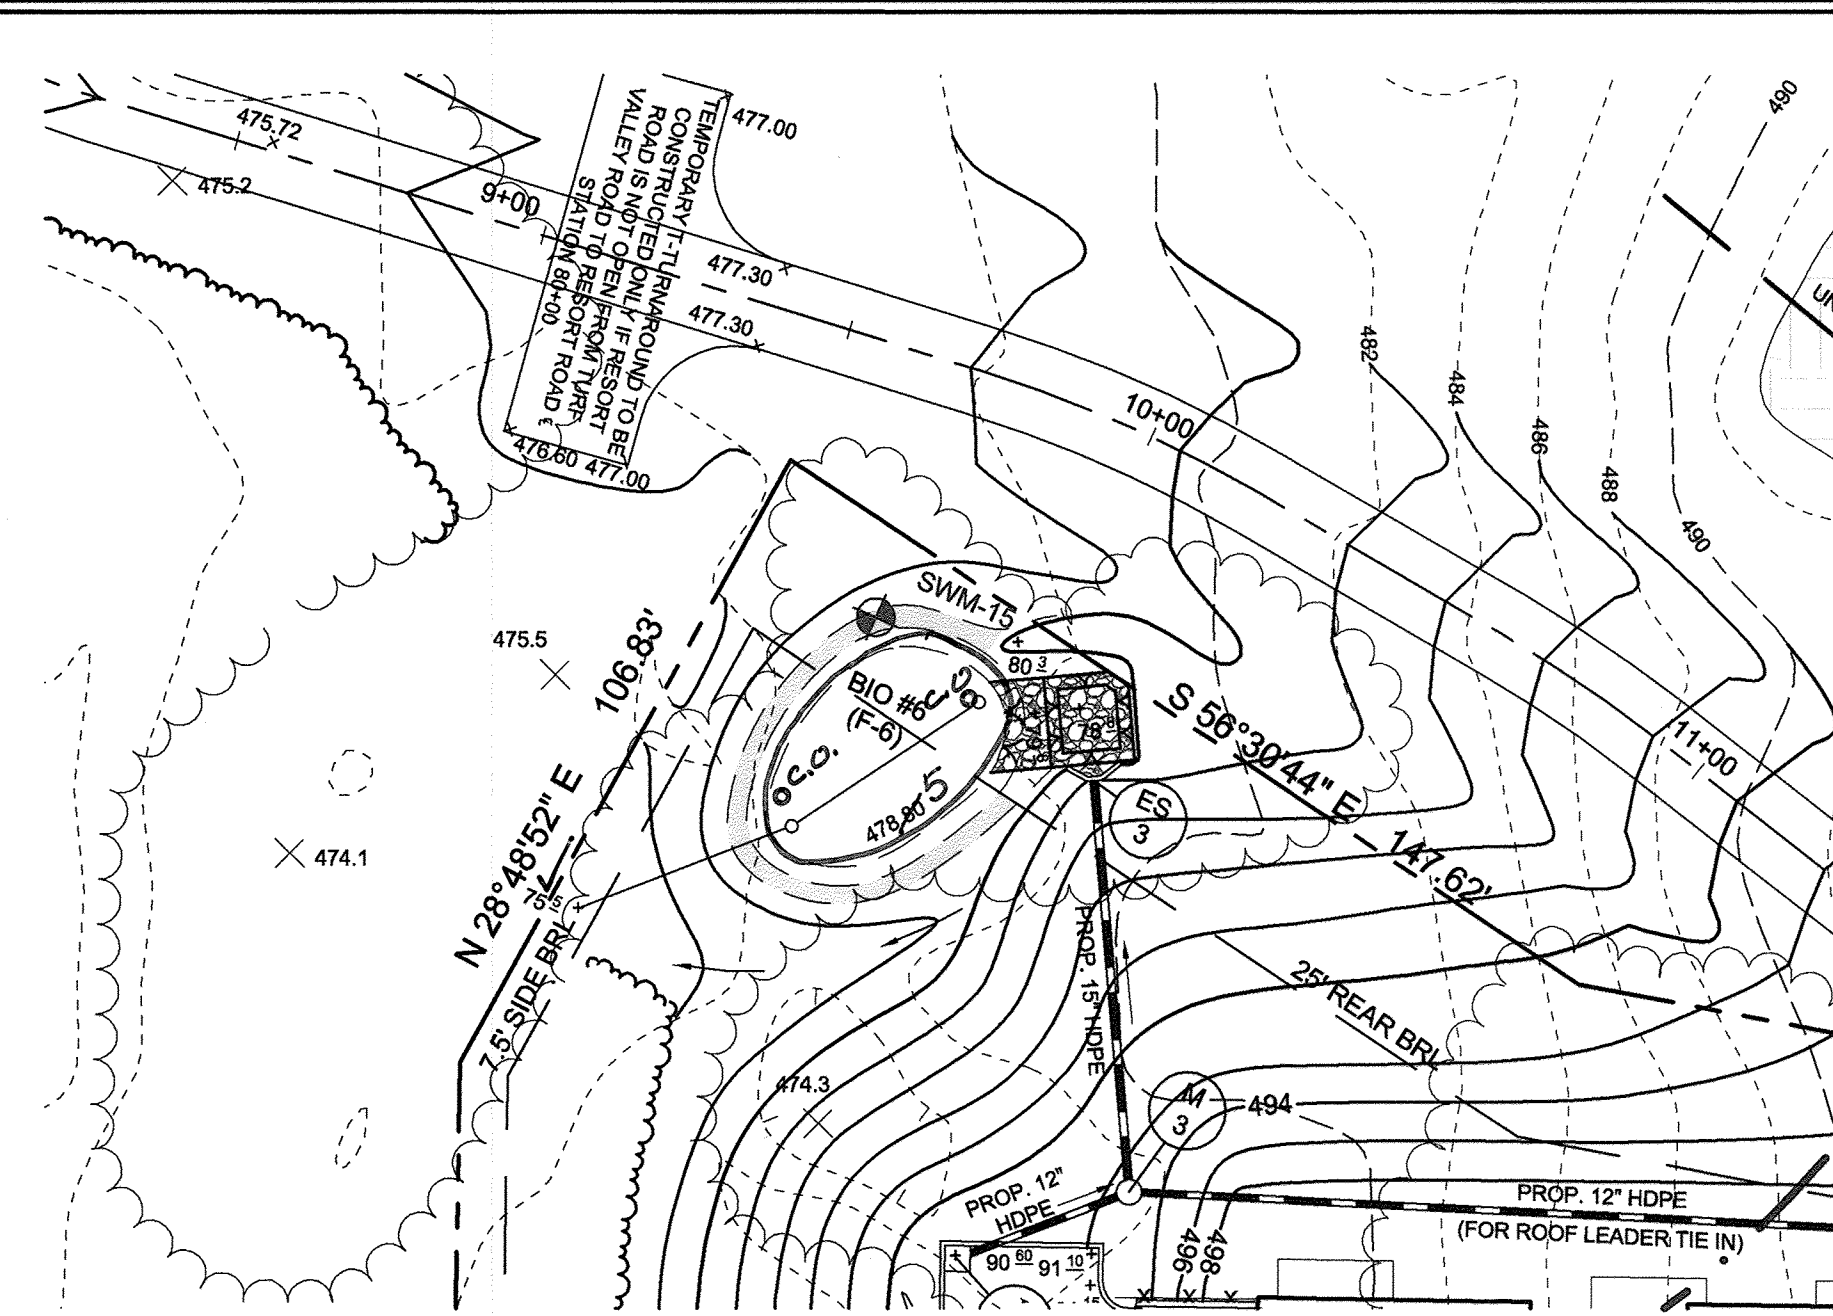 490
475.72
475.2
9+00
477.00
TEMPORARY T-TURNAROUND TO BE
CONSTRUCTED ONLY IF RESORT
ROAD IS NOT OPEN FROM TURF
VALLEY ROAD TO RESORT ROAD
STATION 80+00
477.30
477.30
476.60
477.00
10+00
482
484
486
488
490
11+00
SWM-15
475.5
106.83'
BIO #6
(F-6)
C.O.
C.O.
478.80
5
80 3
78
S 56°30'44" E
147.62'
ES
3
474.1
N 28°48'52" E
75.5
7.5' SIDE BRL
PROP. 15" HDPE
25' REAR BRL
474.3
M
3
494
PROP. 12"
HDPE
PROP. 12" HDPE
(FOR ROOF LEADER TIE IN)
496
498
90 60
91 10